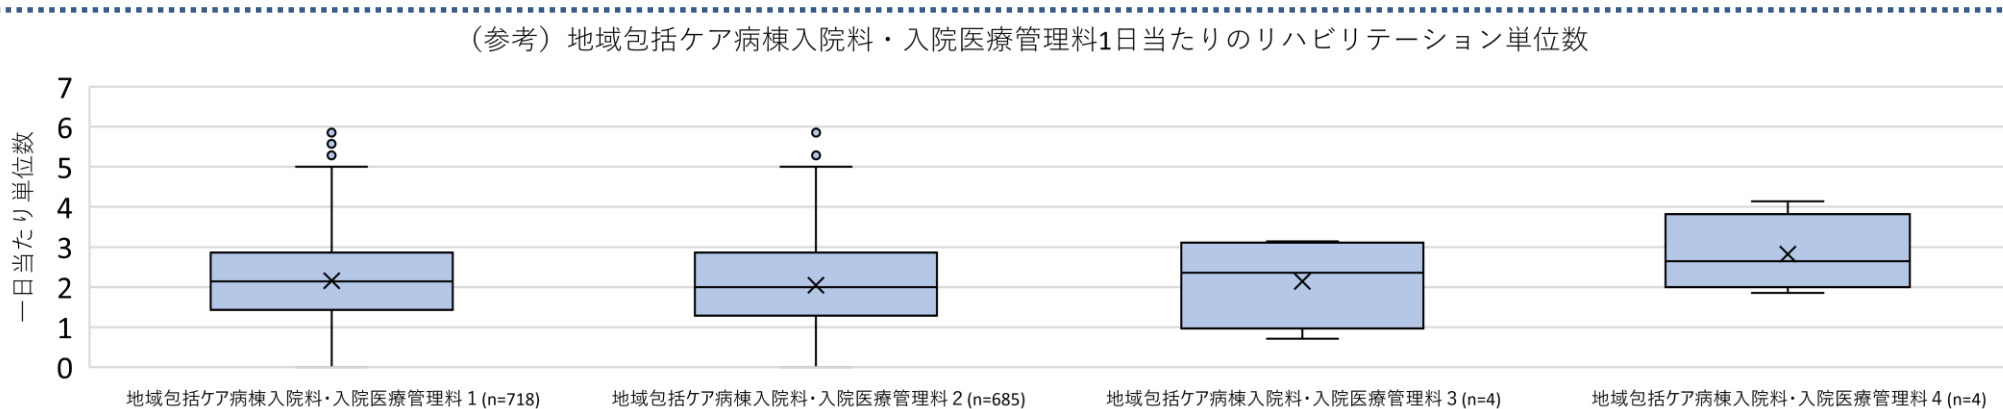 （参考）地域包括ケア病棟入院料・入院医療管理料1日当たりのリハビリテーション単位数
一日当たり単位数
7
6
5
4
3
2
1
0
地域包括ケア病棟入院料・入院医療管理料１(n=718)
地域包括ケア病棟入院料・入院医療管理料２(n=685)
地域包括ケア病棟入院料・入院医療管理料３(n=4)
地域包括ケア病棟入院料・入院医療管理料４(n=4)